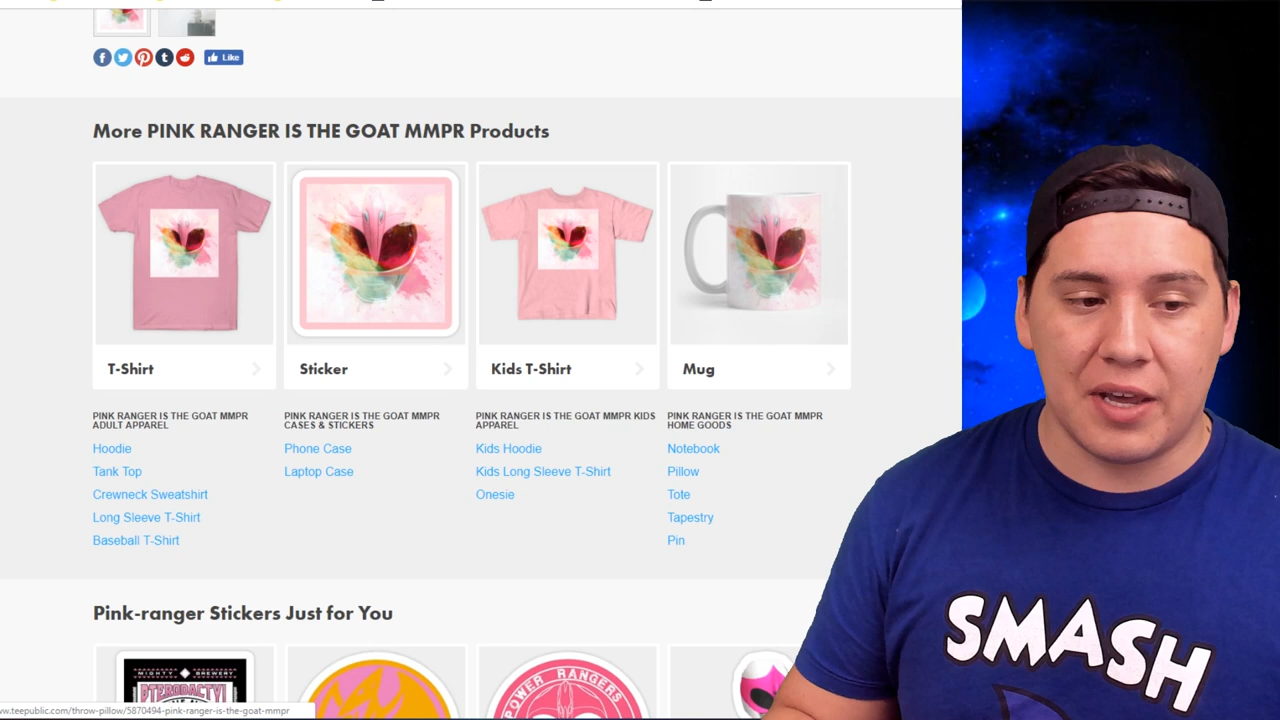 Like
More PINK RANGER IS THE GOAT MMPR Products
T-Shirt
Sticker
Kids T-Shirt
Mug
PINK RANGER IS THE GOAT MMPR
ADULT APPAREL
Hoodie
Tank Top
Crewneck Sweatshirt
Long Sleeve T-Shirt
Baseball T-Shirt
PINK RANGER IS THE GOAT MMPR
CASES & STICKERS
Phone Case
Laptop Case
PINK RANGER IS THE GOAT MMPR KIDS
APPAREL
Kids Hoodie
Kids Long Sleeve T-Shirt
Onesie
PINK RANGER IS THE GOAT MMPR
HOME GOODS
Notebook
Pillow
Tote
Tapestry
Pin
Pink-ranger Stickers Just for You
MIGHTY BREWERY
PTERODACTYL
POWER RANGERS
ww.teepublic.com/throw-pillow/5870494-pink-ranger-is-the-goat-mmpr
SMASH